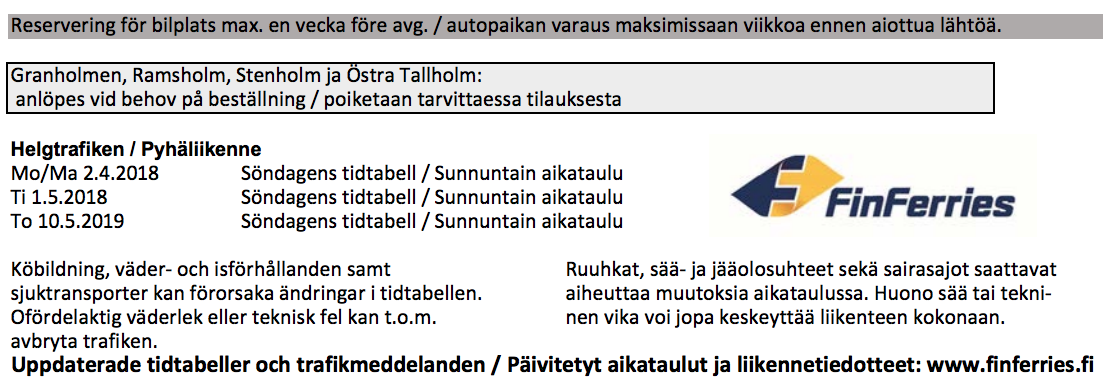 Reservering för bilplats max. en vecka före avg. / autopaikan varaus maksimissaan viikkoa ennen aiottua lähtöä.
Granholmen, Ramsholm, Stenholm ja Östra Tallholm:
anlöpes vid behov på beställning / poiketaan tarvittaessa tilauksesta
Helgtrafiken / Pyhäliikenne
Mo/Ma 2.4.2018 Söndagens tidtabell / Sunnuntain aikataulu
Ti 1.5.2018 Söndagens tidtabell / Sunnuntain aikataulu
To 10.5.2019 Söndagens tidtabell / Sunnuntain aikataulu
FinFerries
Köbildning, väder- och isförhållanden samt
sjuktransporter kan förorsaka ändringar i tidtabellen.
Ofördelaktig väderlek eller teknisk fel kan t.o.m.
avbryta trafiken.
Ruuhkat, sää- ja jääolosuhteet sekä sairasajot saattavat
aiheuttaa muutoksia aikataulussa. Huono sää tai tekni-
nen vika voi jopa keskeyttää liikenteen kokonaan.
Uppdaterade tidtabeller och trafikmeddelanden / Päivitetyt aikataulut ja liikennetiedotteet: www.finferries.fi